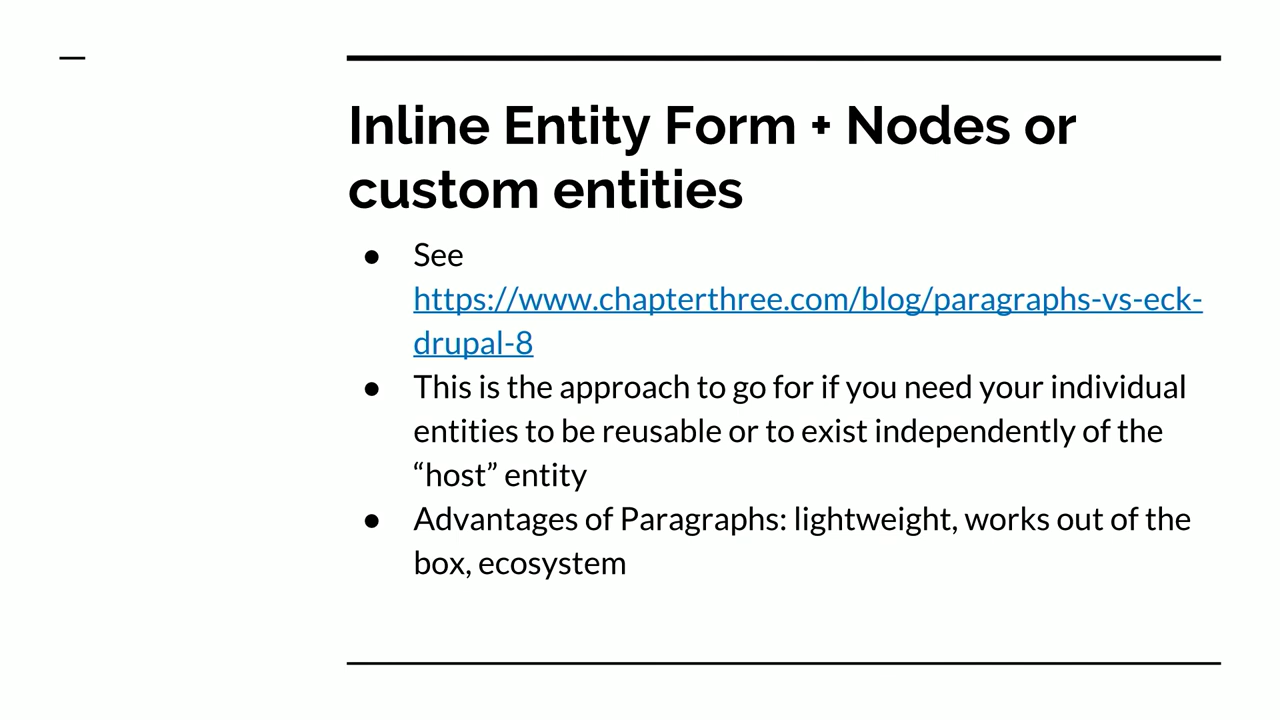 Inline Entity Form + Nodes or
custom entities
● See
https://www.chapterthree.com/blog/paragraphs-vs-eck-
drupal-8
● This is the approach to go for if you need your individual
entities to be reusable or to exist independently of the
“host” entity
● Advantages of Paragraphs: lightweight, works out of the
box, ecosystem